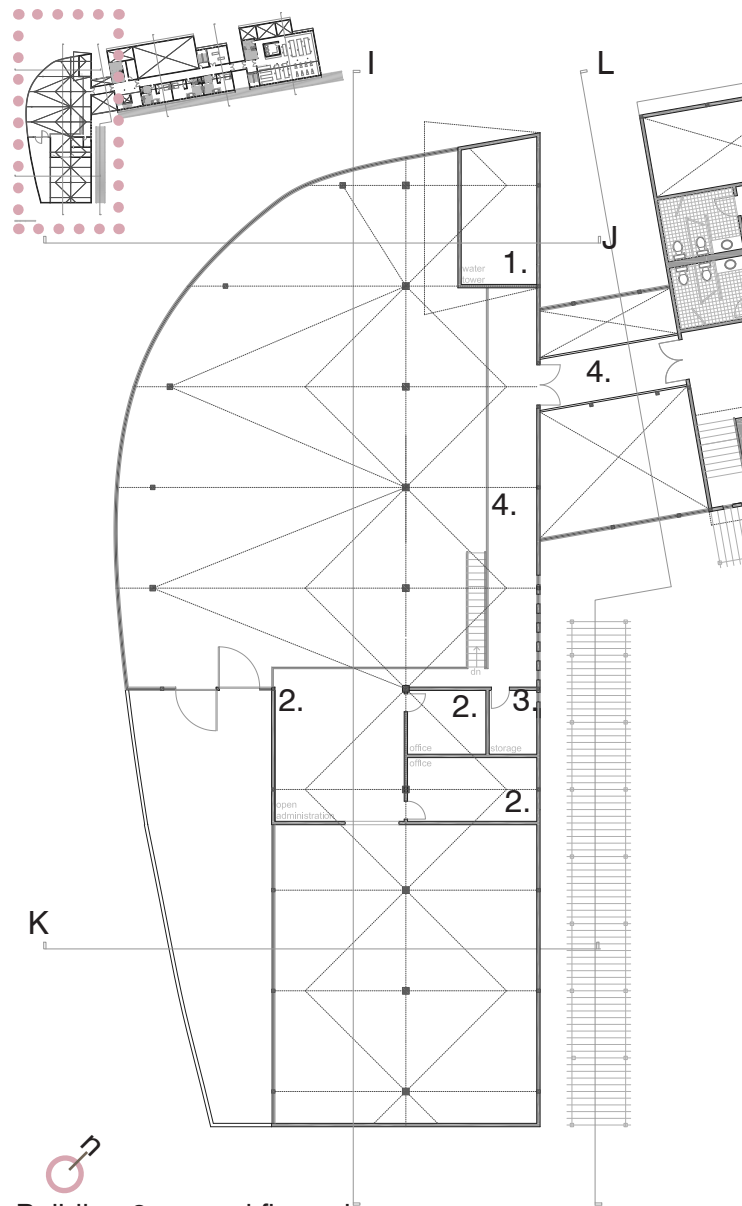 I
L
J
1.
water
tower
4.
4.
dn
2.
2.
3.
office
storage
office
2.
open
administration
K
n